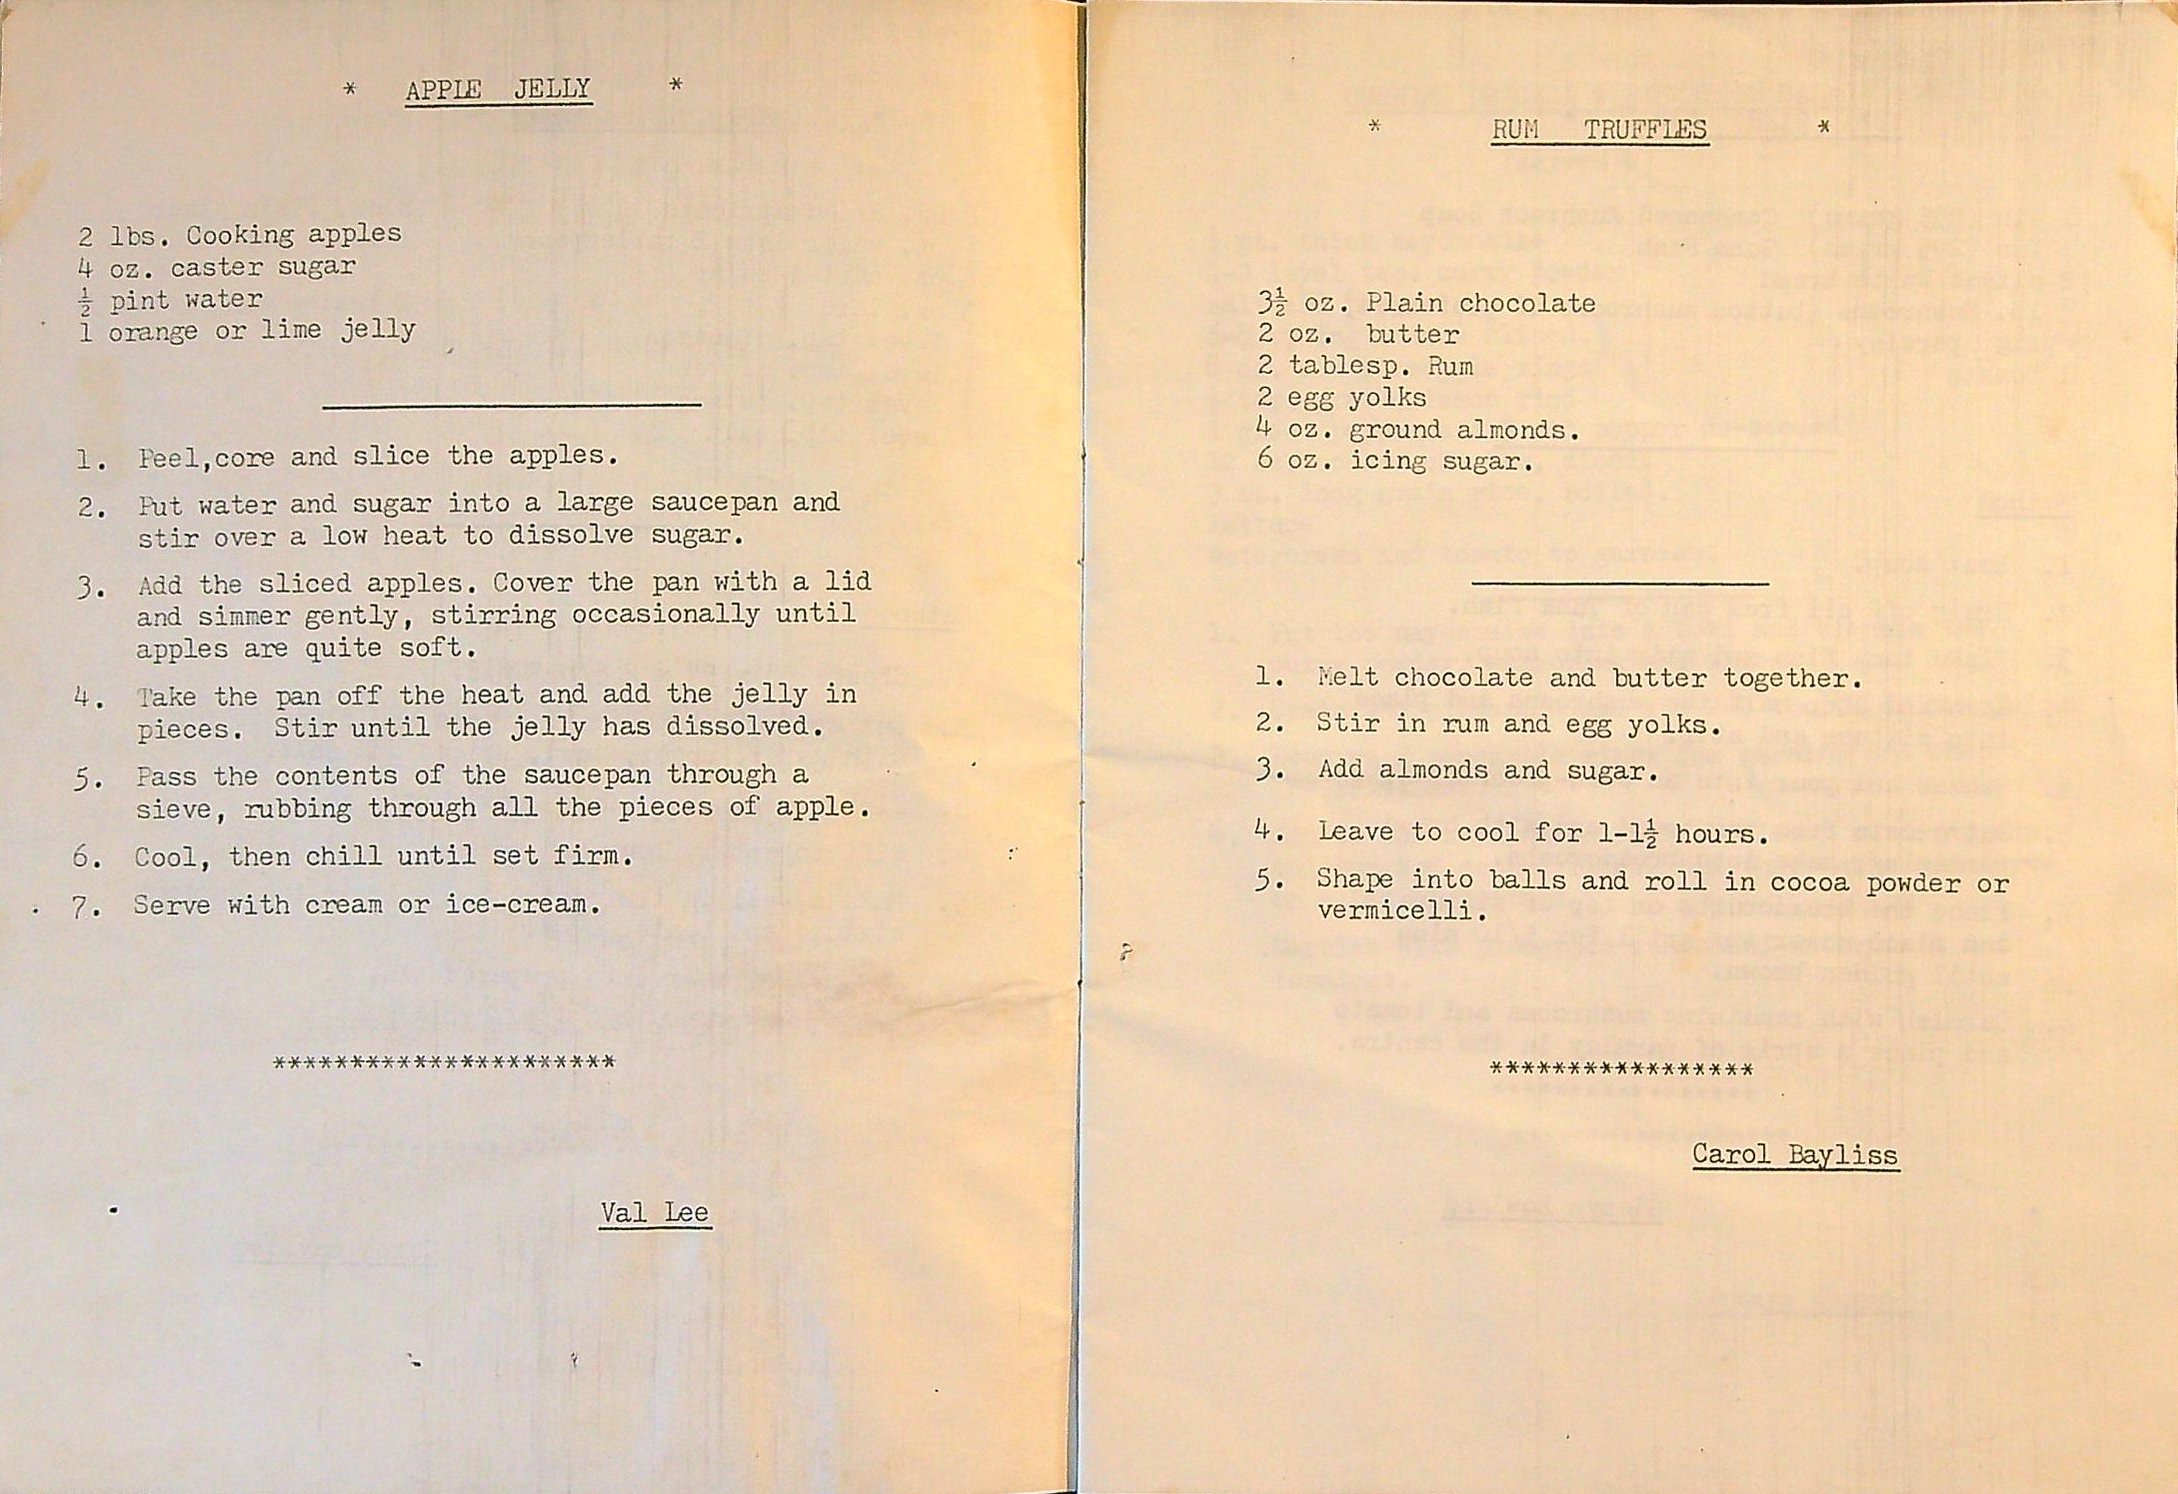 * APPLE JELLY *
2 lbs. Cooking apples
4 oz. caster sugar
½ pint water
1 orange or lime jelly
1. Peel,core and slice the apples.
2. Put water and sugar into a large saucepan and
stir over a low heat to dissolve sugar.
3. Add the sliced apples. Cover the pan with a lid
and simmer gently, stirring occasionally until
apples are quite soft.
4. Take the pan off the heat and add the jelly in
pieces. Stir until the jelly has dissolved.
5. Pass the contents of the saucepan through a
sieve, rubbing through all the pieces of apple.
6. Cool, then chill until set firm.
7. Serve with cream or ice-cream.
**********************
Val Lee
* RUM TRUFFLES *
3½ oz. Plain chocolate
2 oz. butter
2 tablesp. Rum
2 egg yolks
4 oz. ground almonds.
6 oz. icing sugar.
1. Melt chocolate and butter together.
2. Stir in rum and egg yolks.
3. Add almonds and sugar.
4. Leave to cool for 1-1½ hours.
5. Shape into balls and roll in cocoa powder or
vermicelli.
*****************
Carol Bayliss